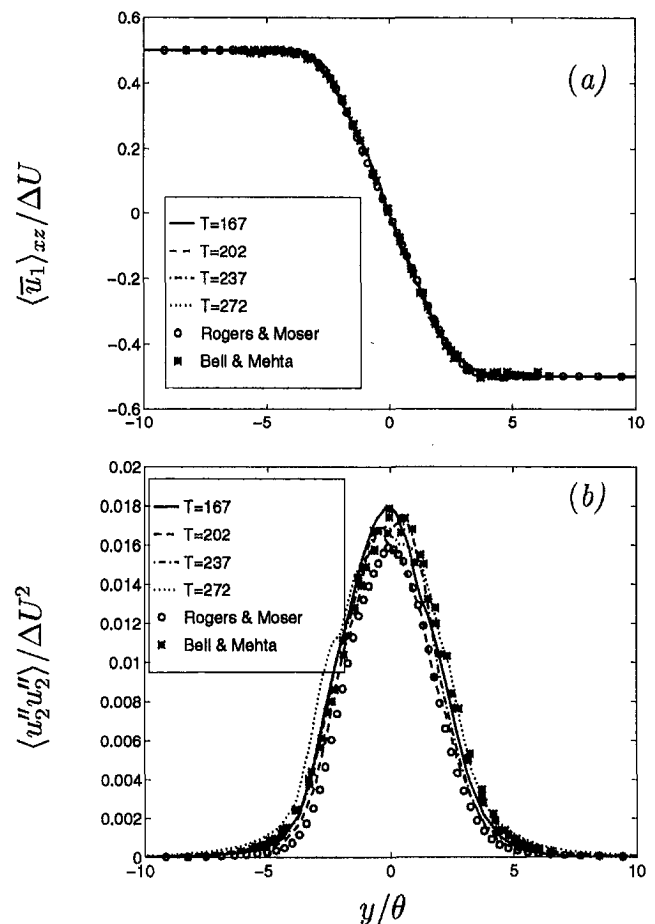 0.6
(a)
0.4
0.2
0
−0.2
−0.4
−0.6
⟨u̅₁⟩ₓz/ΔU
T=167
T=202
T=237
T=272
Rogers & Moser
Bell & Mehta
−10 −5 0 5 10
0.02
(b)
0.018
0.016
0.014
0.012
0.01
0.008
0.006
0.004
0.002
0
⟨u″₂u″₂⟩/ΔU²
T=167
T=202
T=237
T=272
Rogers & Moser
Bell & Mehta
−10 −5 0 5 10
y/θ